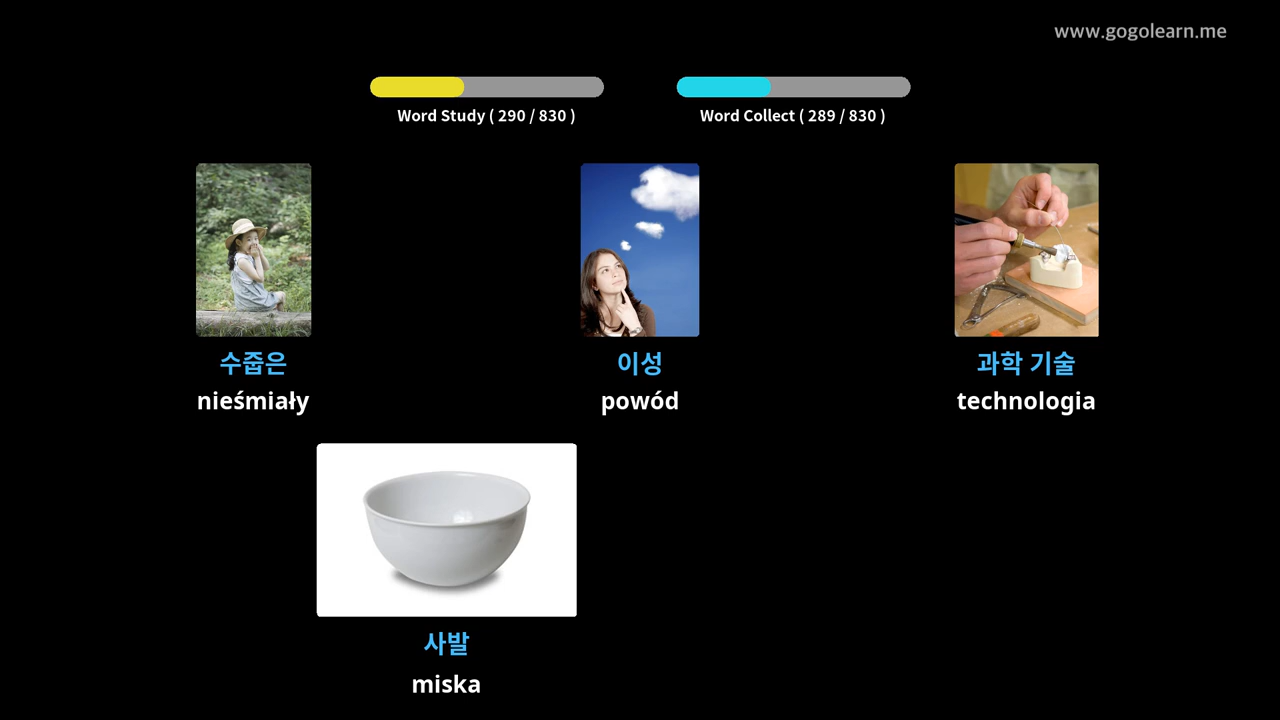 www.gogolearn.me
Word Study ( 290 / 830 )
Word Collect ( 289 / 830 )
수줍은
nieśmiały
이성
powód
과학 기술
technologia
사발
miska